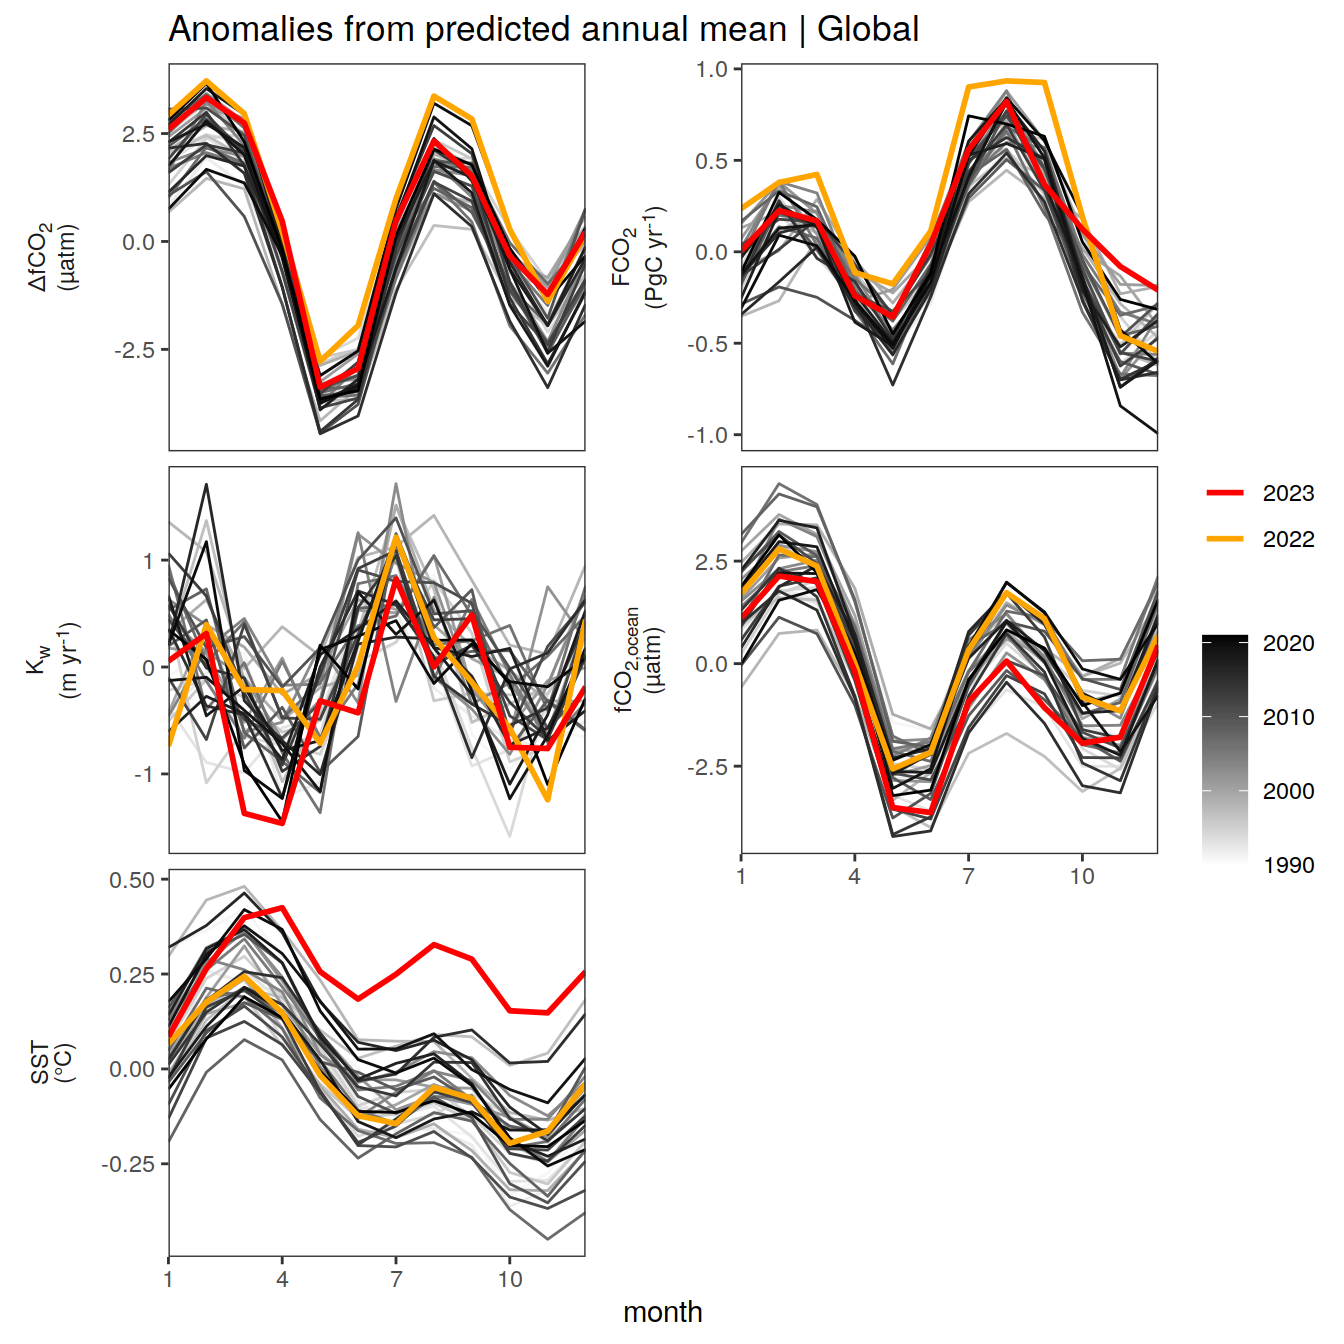 Anomalies from predicted annual mean | Global
ΔfCO2
(µatm)
2.5
0.0
-2.5
FCO2
(PgC yr-1)
1.0
0.5
0.0
-0.5
-1.0
Kw
(m yr-1)
1
0
-1
fCO2,ocean
(µatm)
2.5
0.0
-2.5
1 4 7 10
SST
(°C)
0.50
0.25
0.00
-0.25
1 4 7 10
month
2023
2022
2020
2010
2000
1990